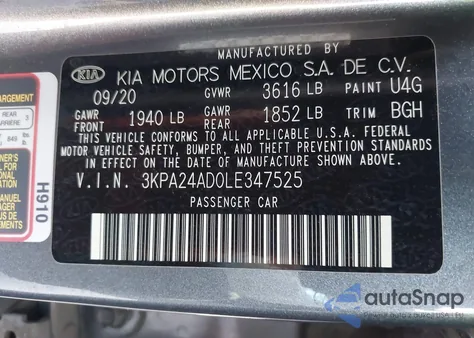 MANUFACTURED BY
KIA KIA MOTORS MEXICO S.A. DE C.V.
09/20 GVWR 3616 LB PAINT U4G
GAWR FRONT 1940 LB GAWR REAR 1852 LB TRIM BGH
THIS VEHICLE CONFORMS TO ALL APPLICABLE U.S. FEDERAL
MOTOR VEHICLE SAFETY, BUMPER, AND THEFT PREVENTION STANDARDS
IN EFFECT ON THE DATE OF MANUFACTURE SHOWN ABOVE.
V.I.N. 3KPA24AD0LE347525
PASSENGER CAR
H910
autoSnap